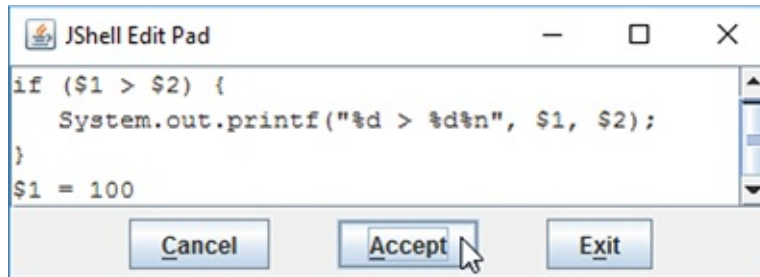 JShell Edit Pad
if ($1 > $2) {
   System.out.printf("%d > %d%n", $1, $2);
}
$1 = 100
Cancel Accept Exit